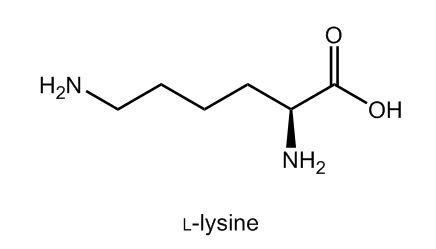 O
H₂N
OH
NH₂
L-lysine